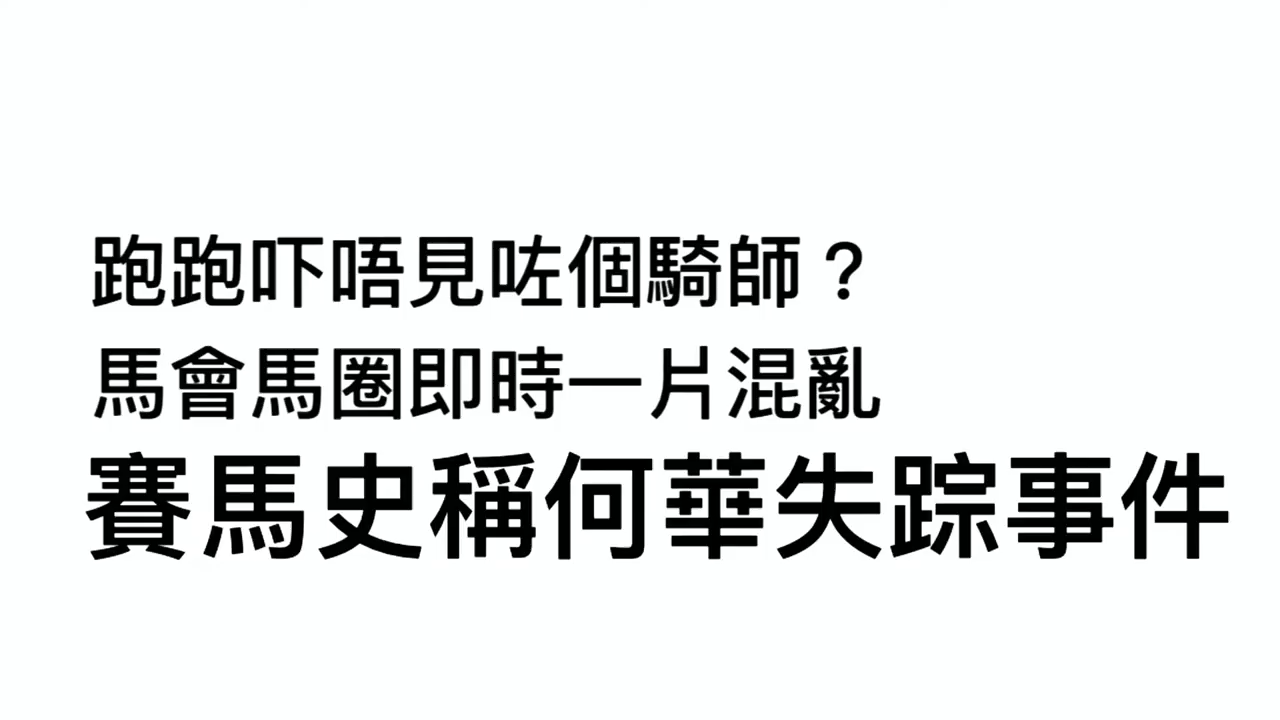 跑跑吓唔見咗個騎師？
馬會馬圈即時一片混亂
賽馬史稱何華失踪事件